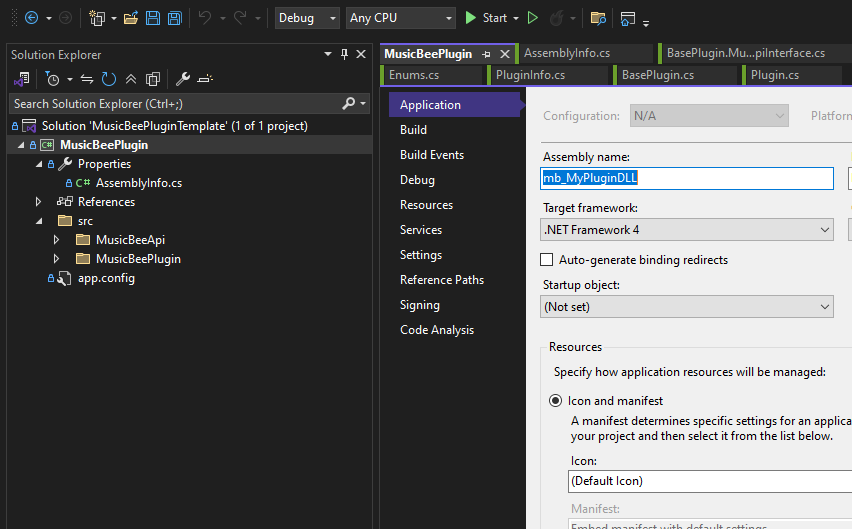 Debug
Any CPU
Start
Solution Explorer
Search Solution Explorer (Ctrl+;)
Solution 'MusicBeePluginTemplate' (1 of 1 project)
C# MusicBeePlugin
Properties
C# AssemblyInfo.cs
References
src
MusicBeeApi
MusicBeePlugin
app.config
MusicBeePlugin
AssemblyInfo.cs
BasePlugin.Mu...piInterface.cs
Enums.cs
PluginInfo.cs
BasePlugin.cs
Plugin.cs
Application
Build
Build Events
Debug
Resources
Services
Settings
Reference Paths
Signing
Code Analysis
Configuration:
N/A
Platform
Assembly name:
mb_MyPluginDLL
Target framework:
.NET Framework 4
Auto-generate binding redirects
Startup object:
(Not set)
Resources
Specify how application resources will be managed:
Icon and manifest
A manifest determines specific settings for an applica
your project and then select it from the list below.
Icon:
(Default Icon)
Manifest:
Embed manifest with default settings